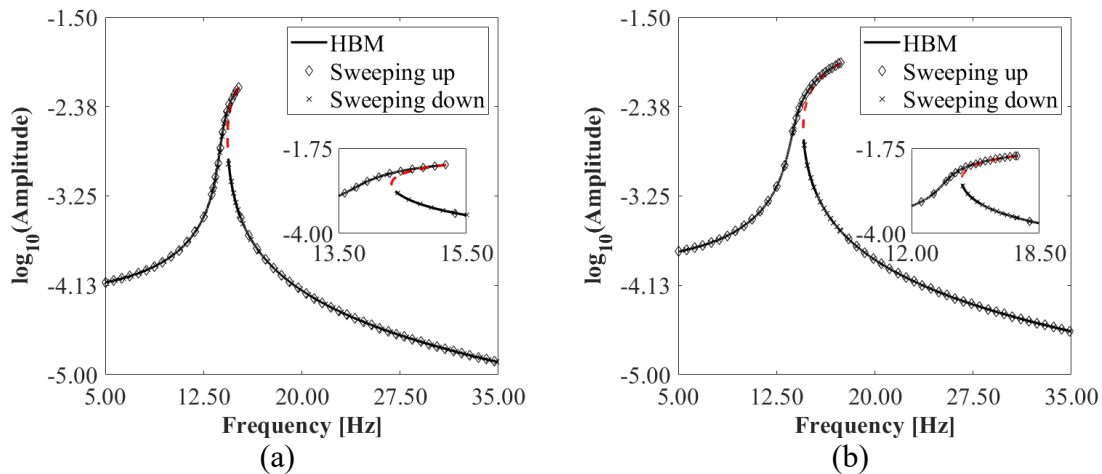 -1.50
-2.38
-3.25
-4.13
-5.00
log10(Amplitude)
HBM
Sweeping up
Sweeping down
-1.75
-4.00
13.50 15.50
5.00 12.50 20.00 27.50 35.00
Frequency [Hz]
(a)
-1.50
-2.38
-3.25
-4.13
-5.00
log10(Amplitude)
HBM
Sweeping up
Sweeping down
-1.75
-4.00
12.00 18.50
5.00 12.50 20.00 27.50 35.00
Frequency [Hz]
(b)